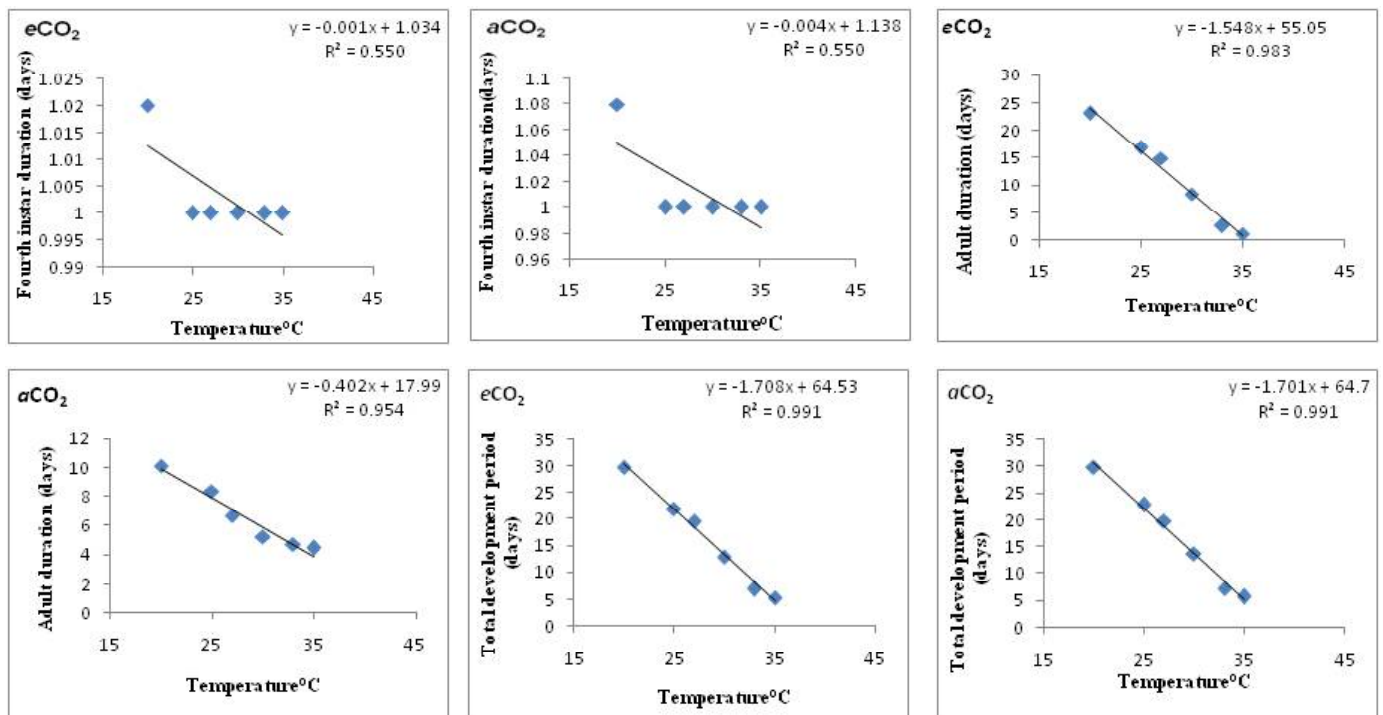 eCO₂
y = -0.001x + 1.034
R² = 0.550
Fourth instar duration (days)
1.025
1.02
1.015
1.01
1.005
1
0.995
0.99
15 25 35 45
Temperature°C
aCO₂
y = -0.004x + 1.138
R² = 0.550
Fourth instar duration(days)
1.1
1.08
1.06
1.04
1.02
1
0.98
0.96
15 25 35 45
Temperature°C
eCO₂
y = -1.548x + 55.05
R² = 0.983
Adult duration (days)
30
25
20
15
10
5
0
15 25 35 45
Temperature°C
aCO₂
y = -0.402x + 17.99
R² = 0.954
Adult duration (days)
12
10
8
6
4
2
0
15 25 35 45
Temperature°C
eCO₂
y = -1.708x + 64.53
R² = 0.991
Total development period
(days)
35
30
25
20
15
10
5
0
15 25 35 45
Temperature°C
aCO₂
y = -1.701x + 64.7
R² = 0.991
Total development period
(days)
35
30
25
20
15
10
5
0
15 25 35 45
Temperature°C